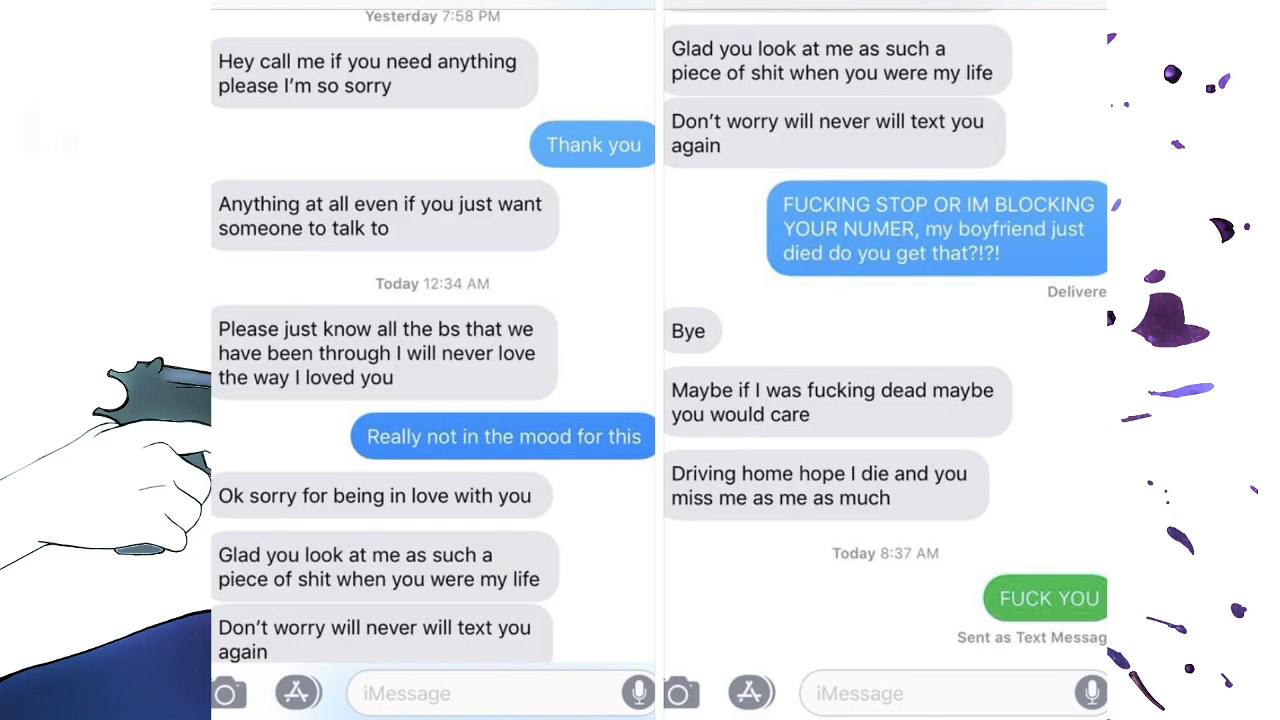 Yesterday 7:58 PM
Hey call me if you need anything
please I'm so sorry
Thank you
Anything at all even if you just want
someone to talk to
Today 12:34 AM
Please just know all the bs that we
have been through I will never love
the way I loved you
Really not in the mood for this
Ok sorry for being in love with you
Glad you look at me as such a
piece of shit when you were my life
Don't worry will never will text you
again
iMessage
Glad you look at me as such a
piece of shit when you were my life
Don't worry will never will text you
again
FUCKING STOP OR IM BLOCKING
YOUR NUMER, my boyfriend just
died do you get that?!?!
Delivere
Bye
Maybe if I was fucking dead maybe
you would care
Driving home hope I die and you
miss me as me as much
Today 8:37 AM
FUCK YOU
Sent as Text Messag
iMessage